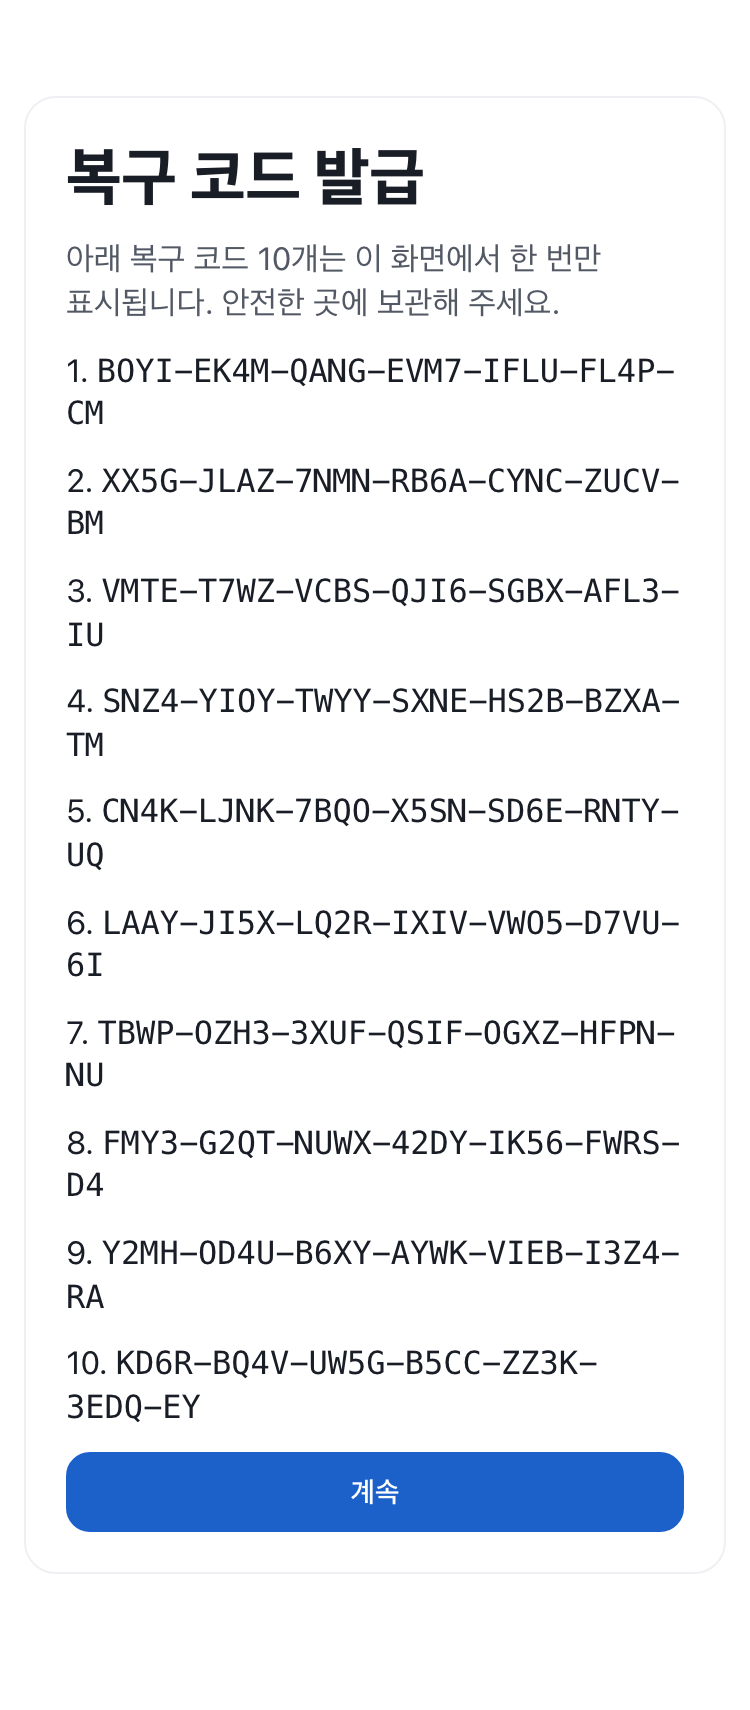 복구 코드 발급
아래 복구 코드 10개는 이 화면에서 한 번만
표시됩니다. 안전한 곳에 보관해 주세요.
1. BOYI-EK4M-QANG-EVM7-IFLU-FL4P-
CM
2. XX5G-JLAZ-7NMN-RB6A-CYNC-ZUCV-
BM
3. VMTE-T7WZ-VCBS-QJI6-SGBX-AFL3-
IU
4. SNZ4-YIOY-TWYY-SXNE-HS2B-BZXA-
TM
5. CN4K-LJNK-7BQO-X5SN-SD6E-RNTY-
UQ
6. LAAY-JI5X-LQ2R-IXIV-VWO5-D7VU-
6I
7. TBWP-OZH3-3XUF-QSIF-OGXZ-HFPN-
NU
8. FMY3-G2QT-NUWX-42DY-IK56-FWRS-
D4
9. Y2MH-OD4U-B6XY-AYWK-VIEB-I3Z4-
RA
10. KD6R-BQ4V-UW5G-B5CC-ZZ3K-
3EDQ-EY
계속